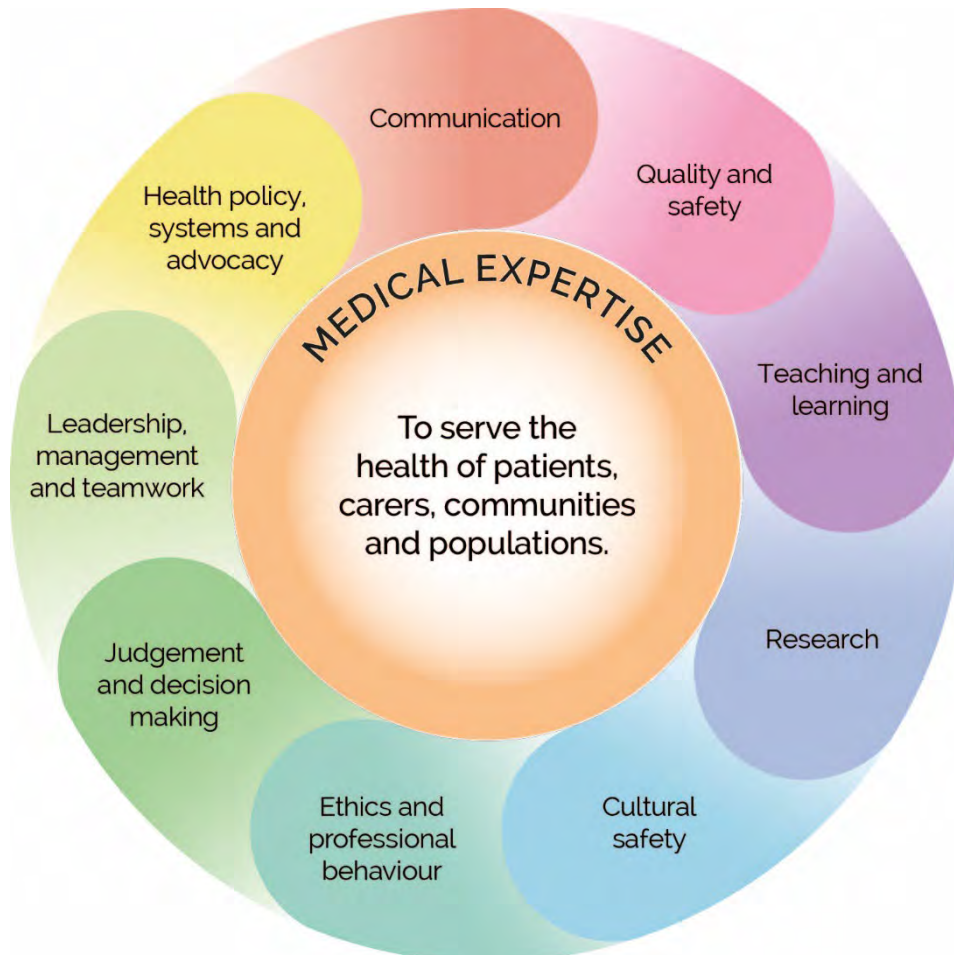 Communication
Quality and
safety
Teaching and
learning
Research
Cultural
safety
Ethics and
professional
behaviour
Judgement
and decision
making
Leadership,
management
and teamwork
Health policy,
systems and
advocacy
MEDICAL EXPERTISE
To serve the
health of patients,
carers, communities
and populations.